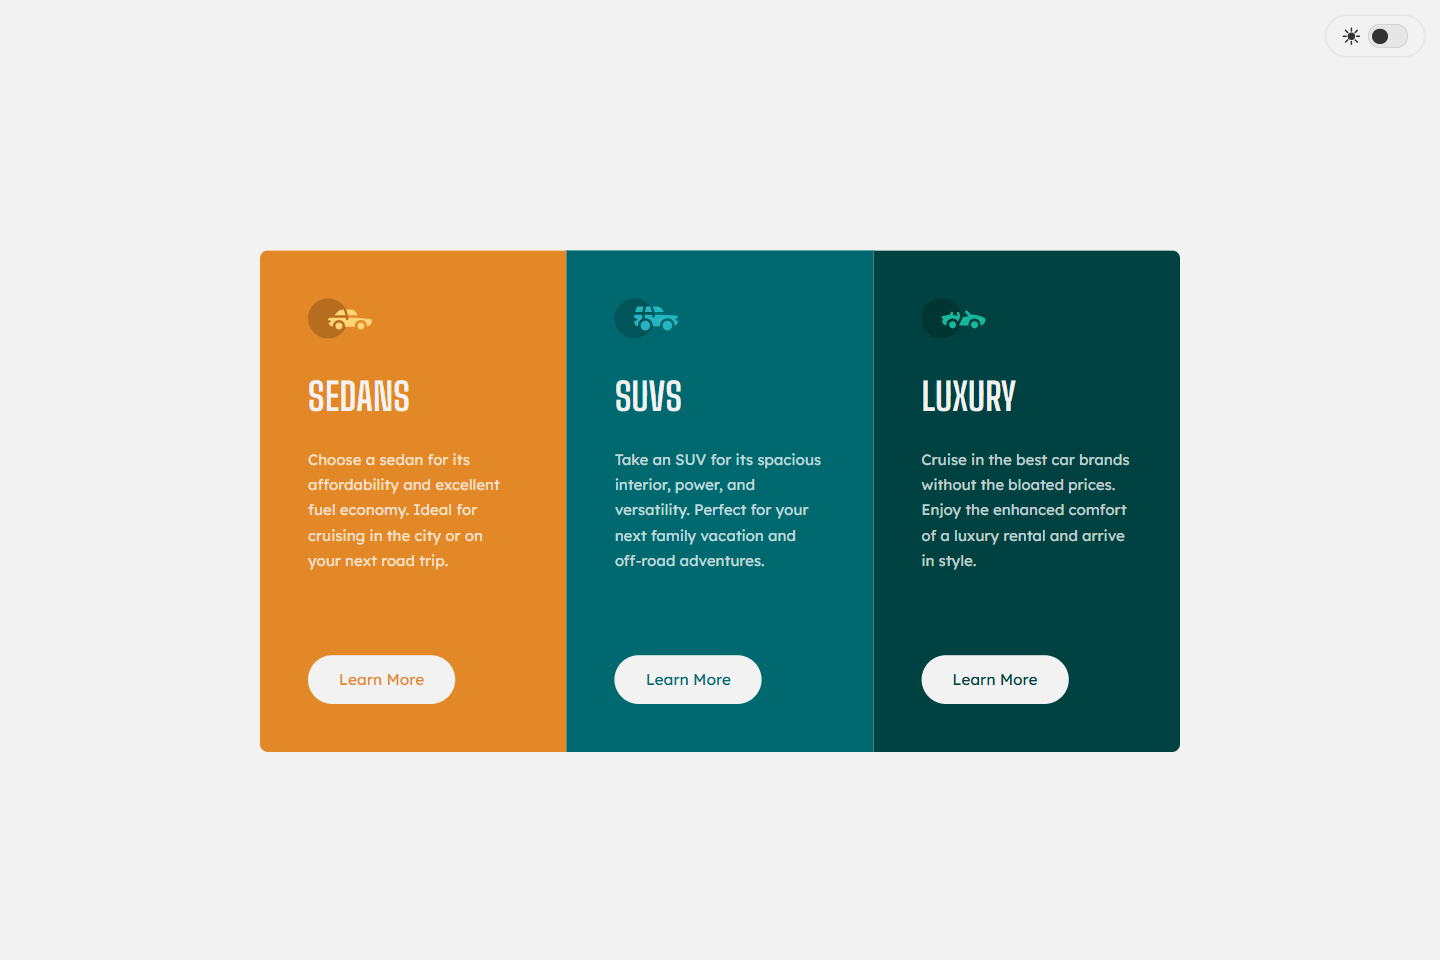 SEDANS
Choose a sedan for its
affordability and excellent
fuel economy. Ideal for
cruising in the city or on
your next road trip.
Learn More
SUVS
Take an SUV for its spacious
interior, power, and
versatility. Perfect for your
next family vacation and
off-road adventures.
Learn More
LUXURY
Cruise in the best car brands
without the bloated prices.
Enjoy the enhanced comfort
of a luxury rental and arrive
in style.
Learn More